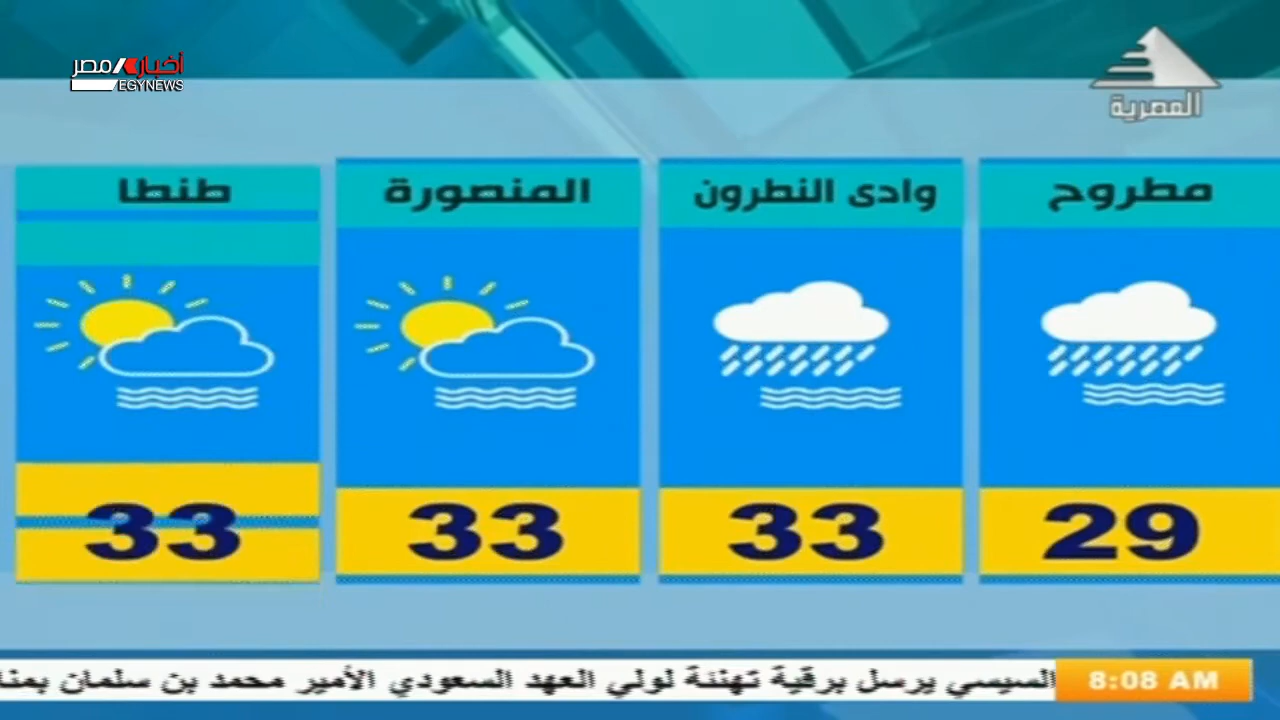 أخبار مصر
EGYNEWS
المصرية
مطروح
وادى النطرون
المنصورة
طنطا
29
33
33
33
8:08 AM
السيسي يرسل برقية تهنئة لولي العهد السعودي الأمير محمد بن سلمان